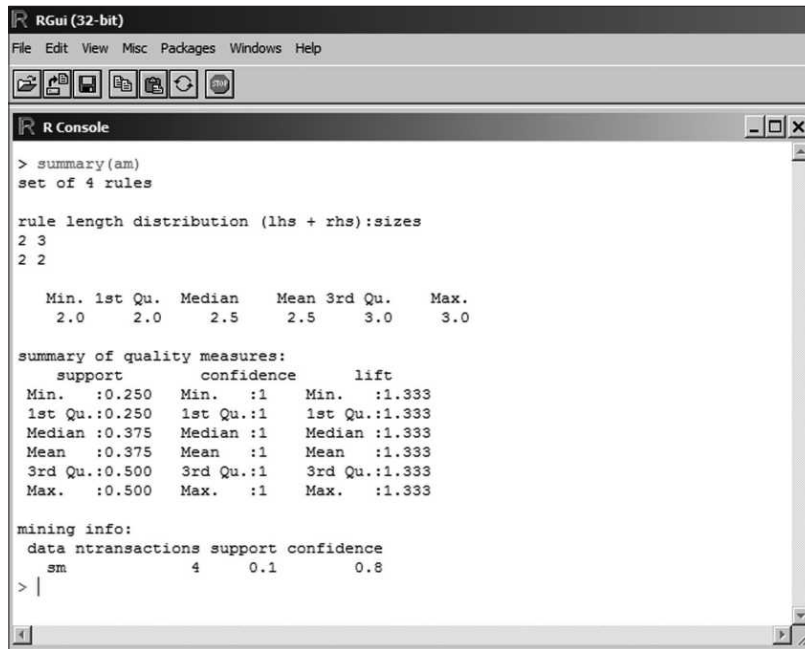 R RGui (32-bit)
File Edit View Misc Packages Windows Help
STOP
R R Console
> summary(am)
set of 4 rules
rule length distribution (lhs + rhs):sizes
2 3
2 2
   Min. 1st Qu.  Median    Mean 3rd Qu.    Max.
    2.0     2.0     2.5     2.5     3.0     3.0
summary of quality measures:
    support        confidence      lift
 Min.   :0.250   Min.   :1   Min.   :1.333
 1st Qu.:0.250   1st Qu.:1   1st Qu.:1.333
 Median :0.375   Median :1   Median :1.333
 Mean   :0.375   Mean   :1   Mean   :1.333
 3rd Qu.:0.500   3rd Qu.:1   3rd Qu.:1.333
 Max.   :0.500   Max.   :1   Max.   :1.333
mining info:
 data ntransactions support confidence
   sm             4     0.1        0.8
>